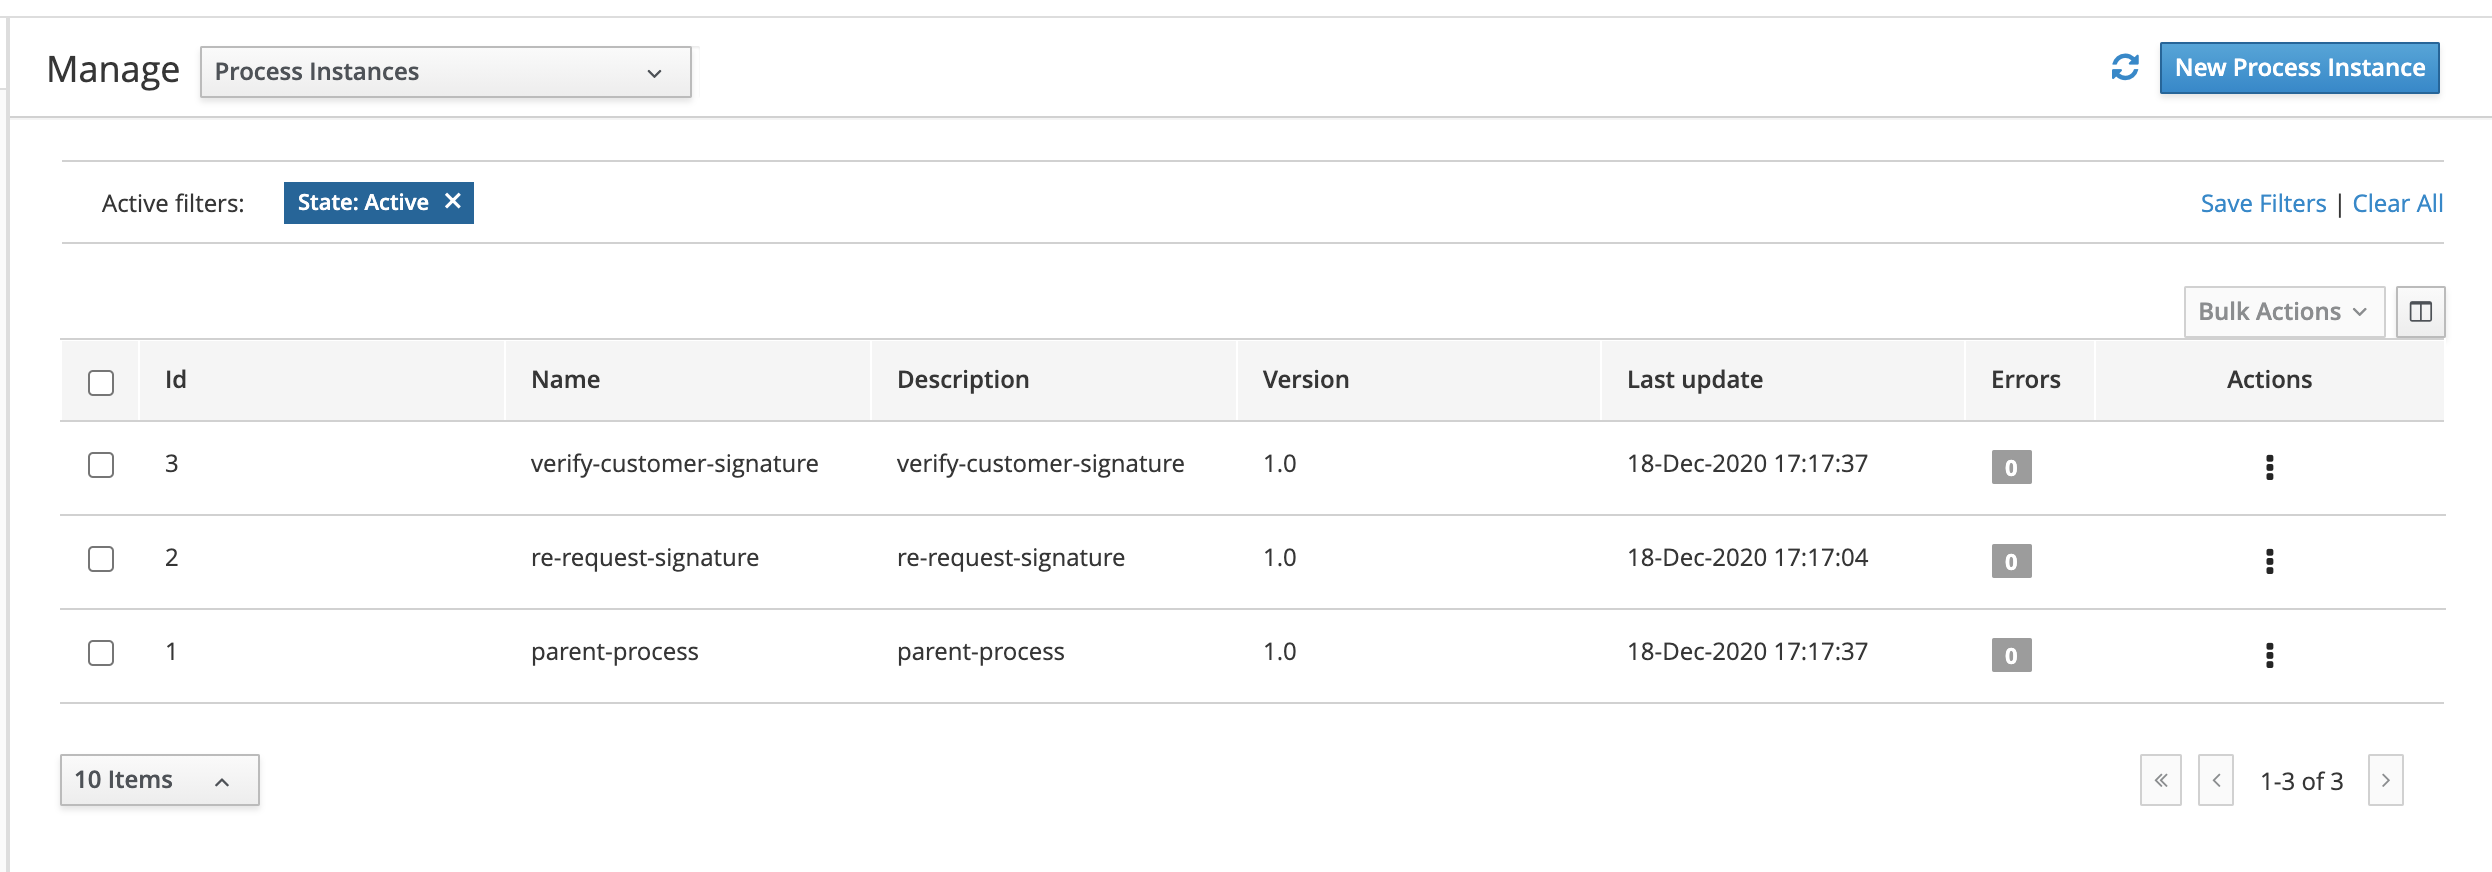 Manage Process Instances New Process Instance
Active filters: State: Active Save Filters | Clear All
Bulk Actions
Id Name Description Version Last update Errors Actions
3 verify-customer-signature verify-customer-signature 1.0 18-Dec-2020 17:17:37 0
2 re-request-signature re-request-signature 1.0 18-Dec-2020 17:17:04 0
1 parent-process parent-process 1.0 18-Dec-2020 17:17:37 0
10 Items 1-3 of 3